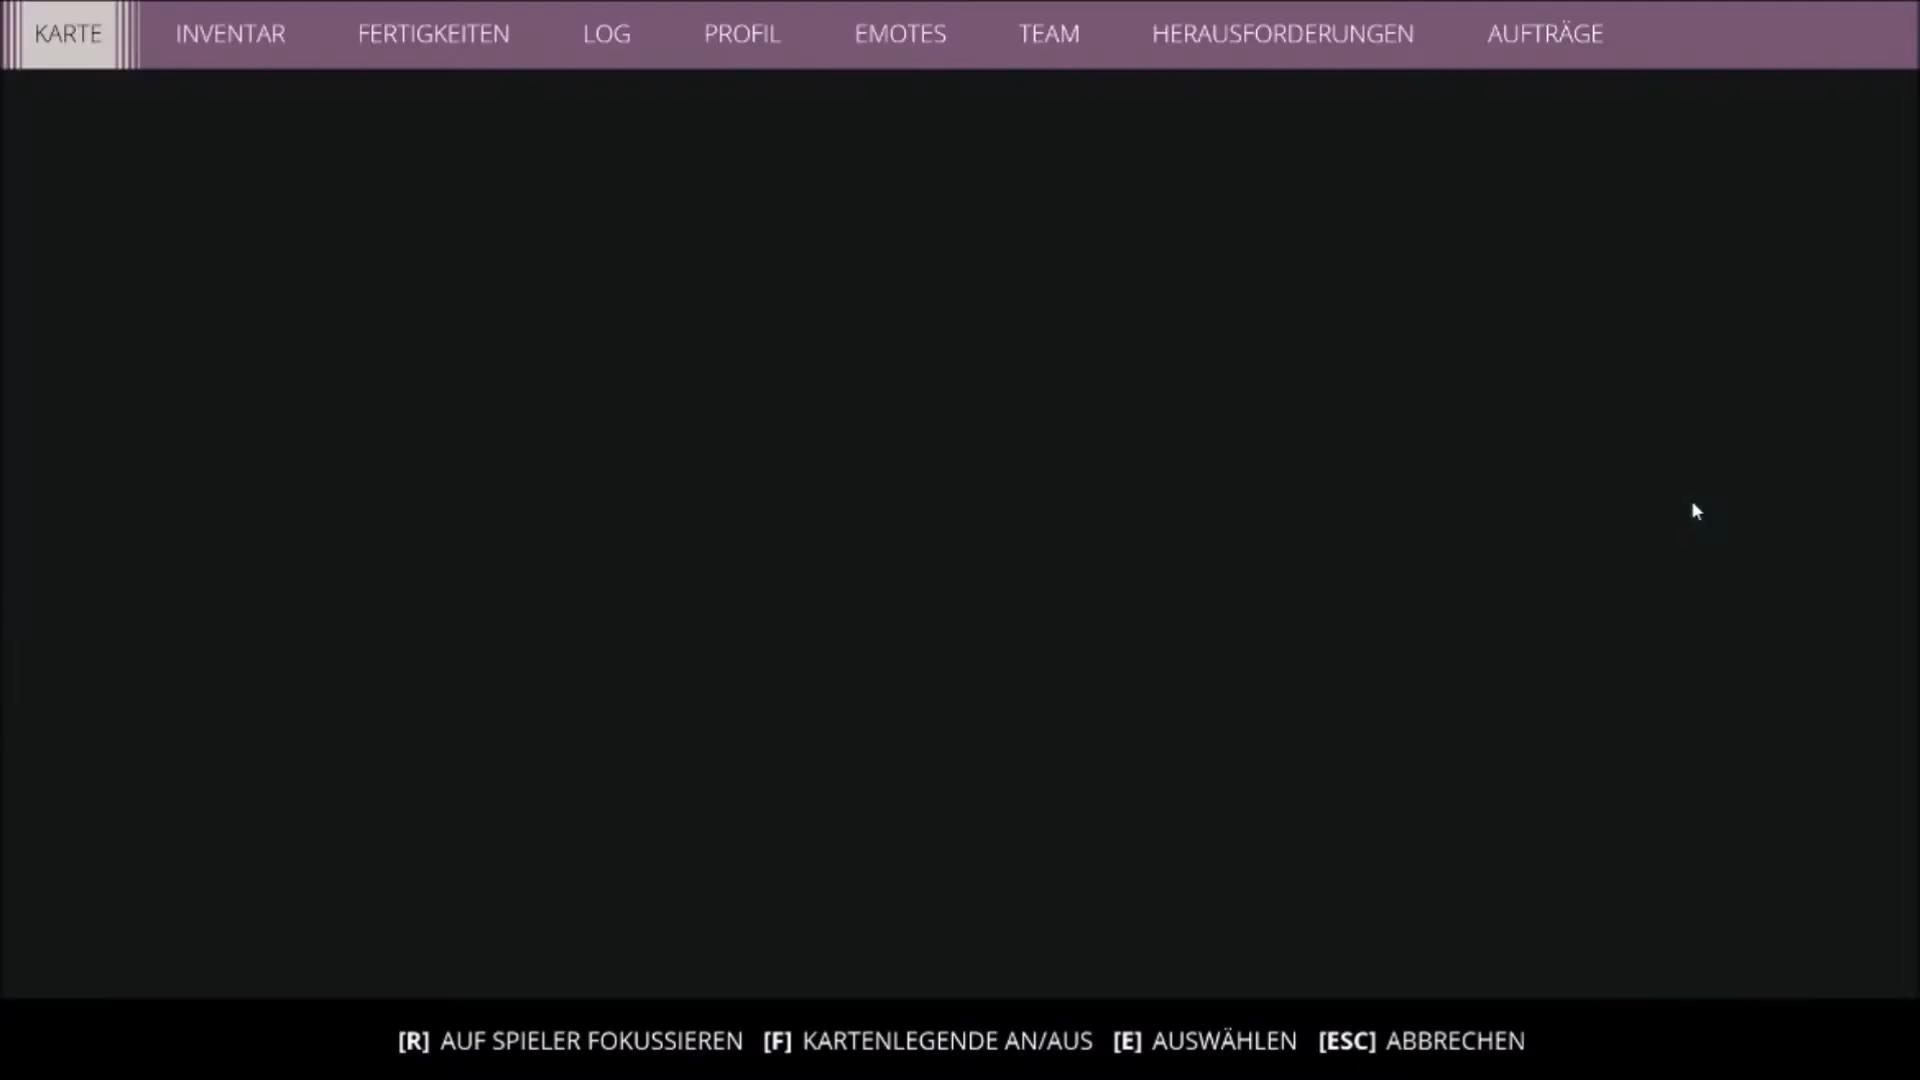 KARTE INVENTAR FERTIGKEITEN LOG PROFIL EMOTES TEAM HERAUSFORDERUNGEN AUFTRÄGE
[R] AUF SPIELER FOKUSSIEREN [F] KARTENLEGENDE AN/AUS [E] AUSWÄHLEN [ESC] ABBRECHEN